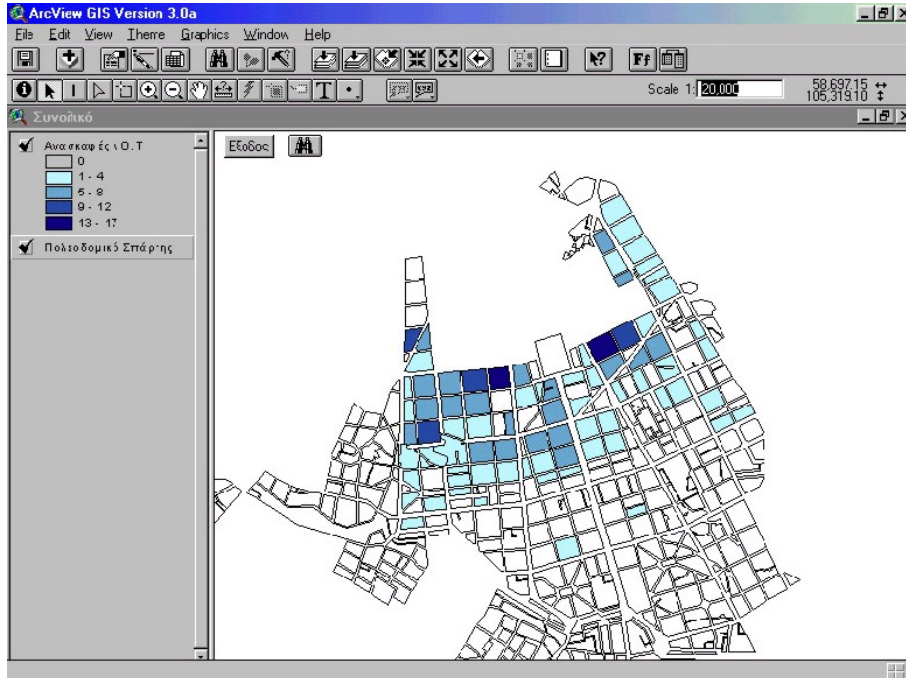 ArcView GIS Version 3.0a
File Edit View Theme Graphics Window Help
Scale 1: 20,000
58,697.15
105,319.10
Συνολικό
Ανασκαφές \Ο.Τ
0
1 - 4
5 - 8
9 - 12
13 - 17
Πολεοδομικό Σπάρτης
Εξοδος